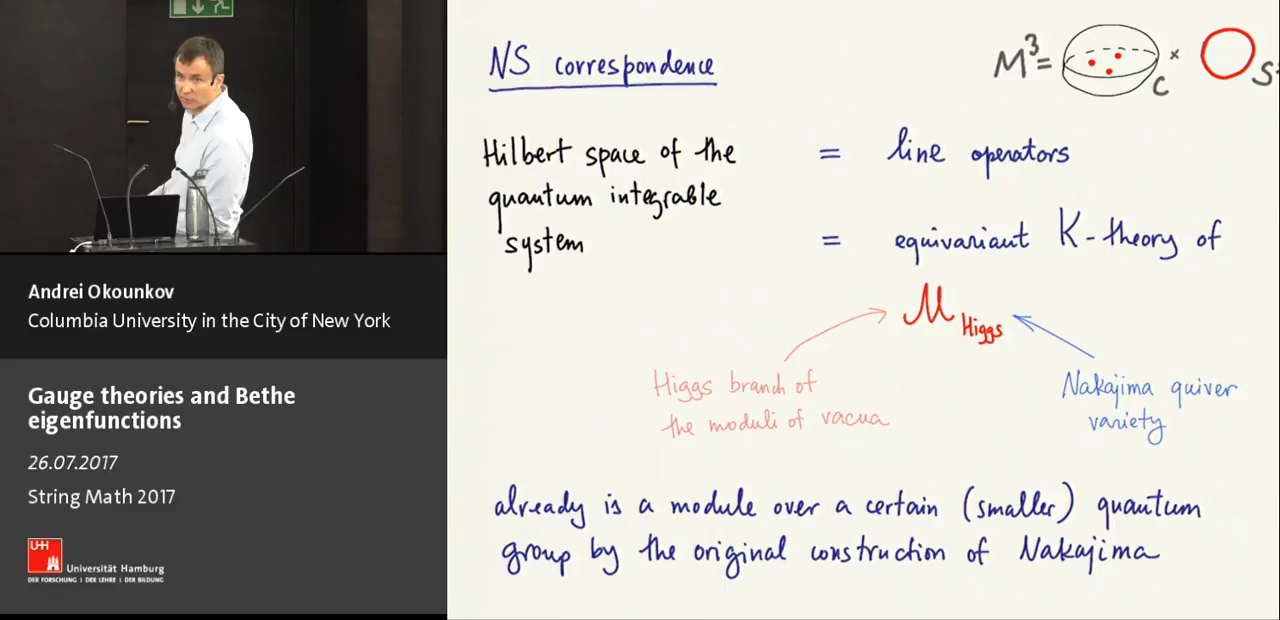 Andrei Okounkov
Columbia University in the City of New York
Gauge theories and Bethe
eigenfunctions
26.07.2017
String Math 2017
UHH
Universität Hamburg
DER FORSCHUNG | DER LEHRE | DER BILDUNG
NS correspondence
M³ = C × S
Hilbert space of the = line operators
quantum integrable
system = equivariant K-theory of
M Higgs
Higgs branch of
the moduli of vacua
Nakajima quiver
variety
already is a module over a certain (smaller) quantum
group by the original construction of Nakajima